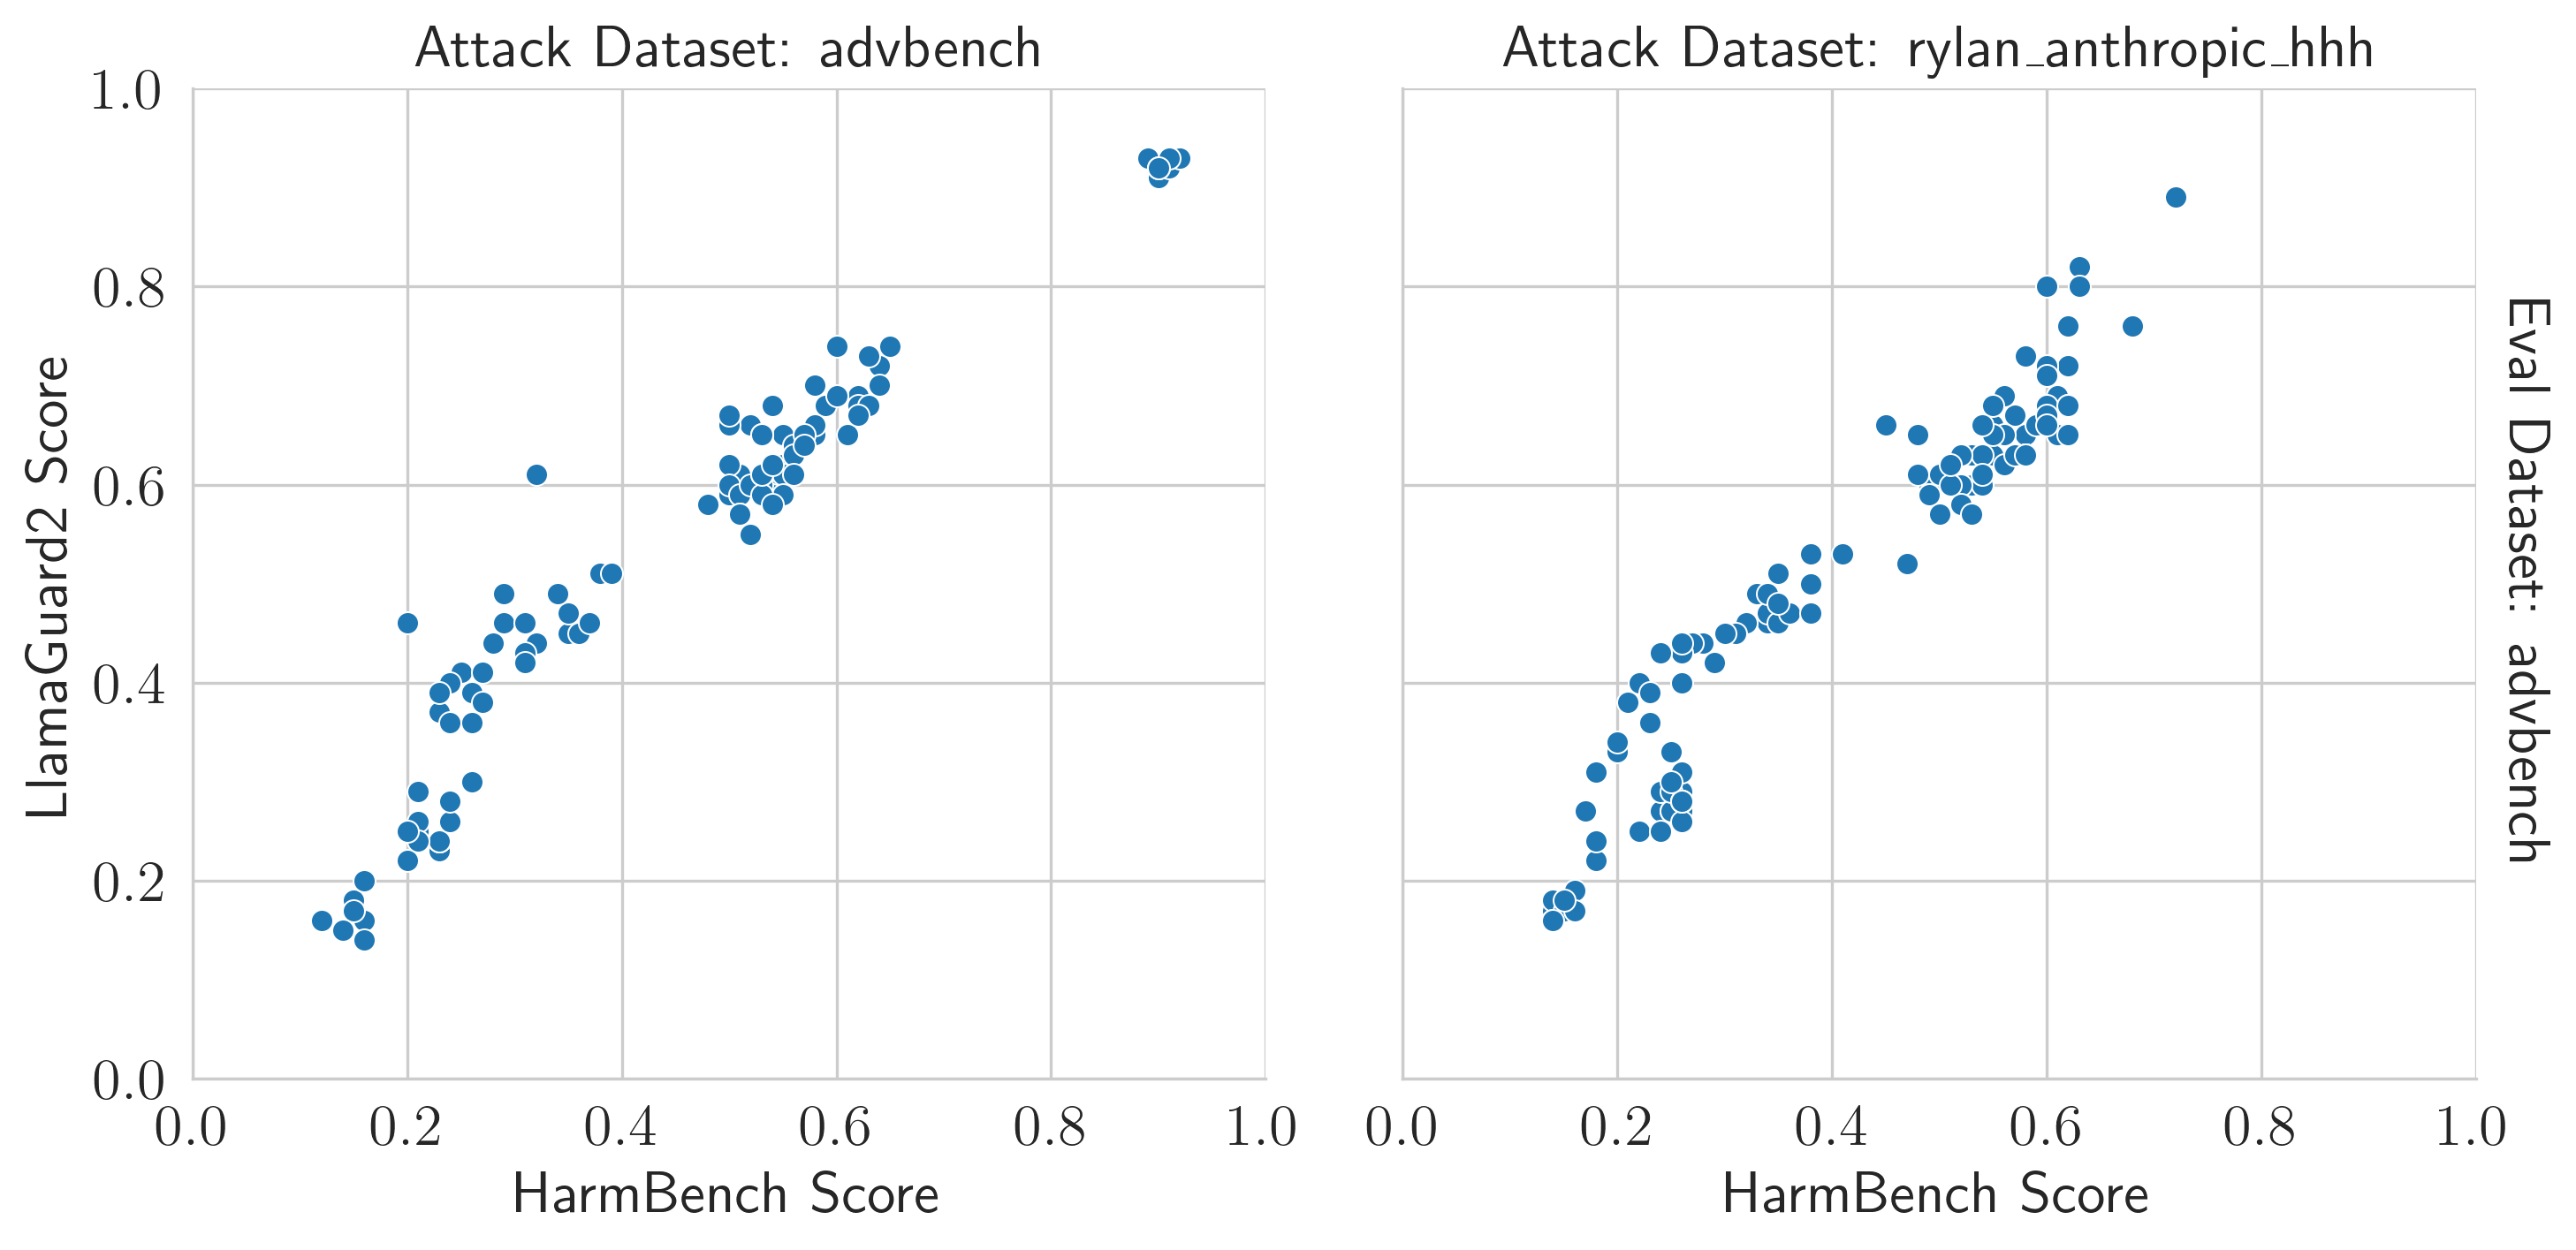 Attack Dataset: advbench
Attack Dataset: rylan_anthropic_hhh
1.0
0.8
0.6
0.4
0.2
0.0
LlamaGuard2 Score
0.0 0.2 0.4 0.6 0.8 1.0
HarmBench Score
0.0 0.2 0.4 0.6 0.8 1.0
HarmBench Score
Eval Dataset: advbench